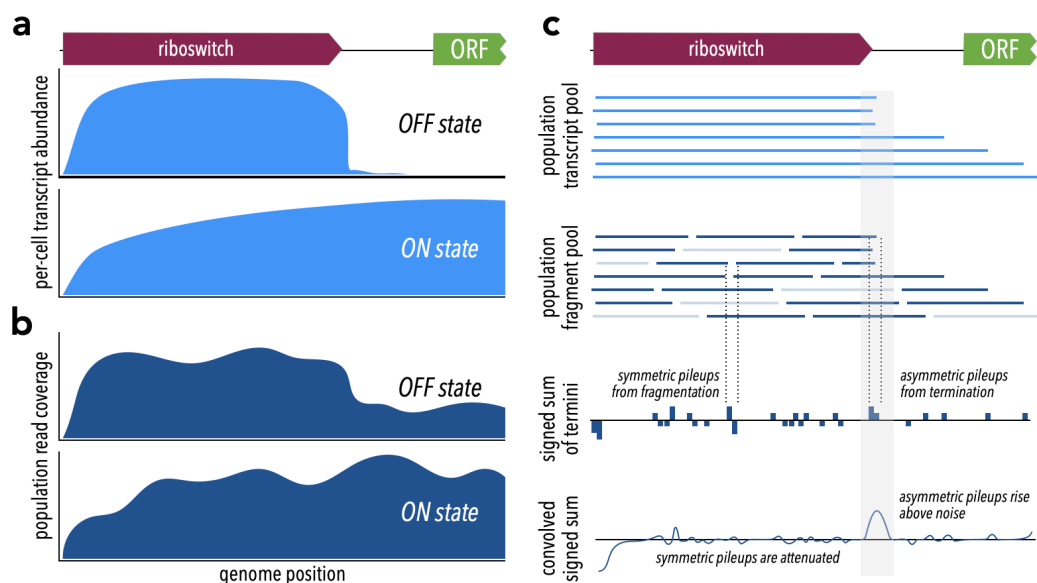 a
riboswitch
ORF
per-cell transcript abundance
OFF state
ON state
b
population read coverage
OFF state
ON state
genome position
c
riboswitch
ORF
population
transcript pool
population
fragment pool
symmetric pileups
from fragmentation
asymmetric pileups
from termination
signed sum
of termini
asymmetric pileups rise
above noise
convolved
signed sum
symmetric pileups are attenuated